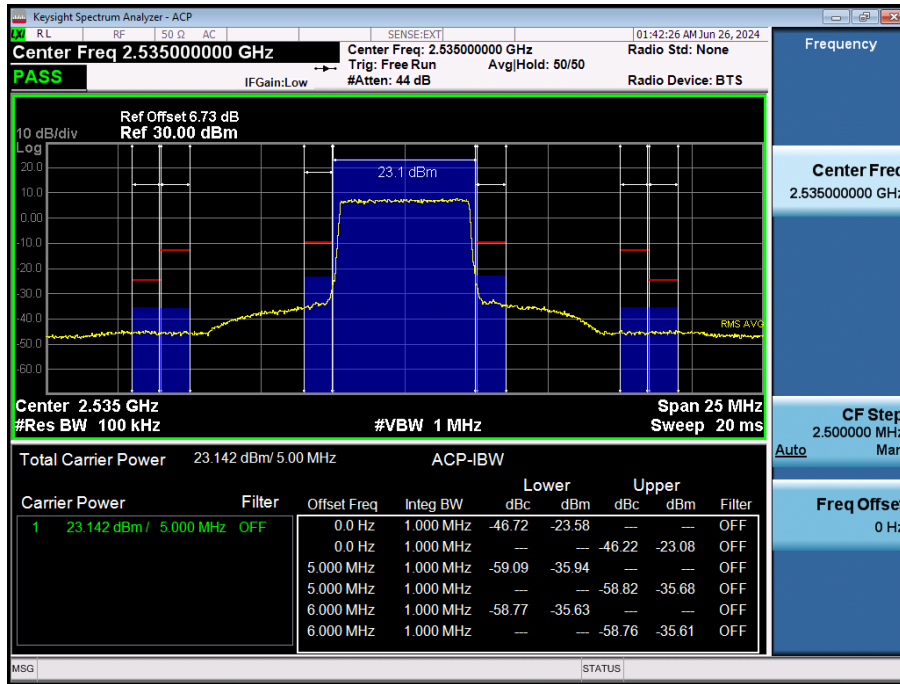 Keysight Spectrum Analyzer - ACP
LXI RL RF 50 Ω AC SENSE:EXT 01:42:26 AM Jun 26, 2024
Center Freq 2.535000000 GHz Center Freq: 2.535000000 GHz Radio Std: None
Trig: Free Run Avg|Hold: 50/50
PASS IFGain:Low #Atten: 44 dB Radio Device: BTS
Ref Offset 6.73 dB
10 dB/div Ref 30.00 dBm
Log
20.0
23.1 dBm
10.0
0.00
-10.0
-20.0
-30.0
-40.0
RMS AVG
-50.0
-60.0
Center 2.535 GHz Span 25 MHz
#Res BW 100 kHz #VBW 1 MHz Sweep 20 ms
Total Carrier Power 23.142 dBm/ 5.00 MHz ACP-IBW
Lower Upper
Carrier Power Filter Offset Freq Integ BW dBc dBm dBc dBm Filter
1 23.142 dBm / 5.000 MHz OFF 0.0 Hz 1.000 MHz -46.72 -23.58 --- --- OFF
0.0 Hz 1.000 MHz --- --- -46.22 -23.08 OFF
5.000 MHz 1.000 MHz -59.09 -35.94 --- --- OFF
5.000 MHz 1.000 MHz --- --- -58.82 -35.68 OFF
6.000 MHz 1.000 MHz -58.77 -35.63 --- --- OFF
6.000 MHz 1.000 MHz --- --- -58.76 -35.61 OFF
MSG STATUS
Frequency
Center Freq
2.535000000 GHz
CF Step
2.500000 MHz
Auto Man
Freq Offset
0 Hz